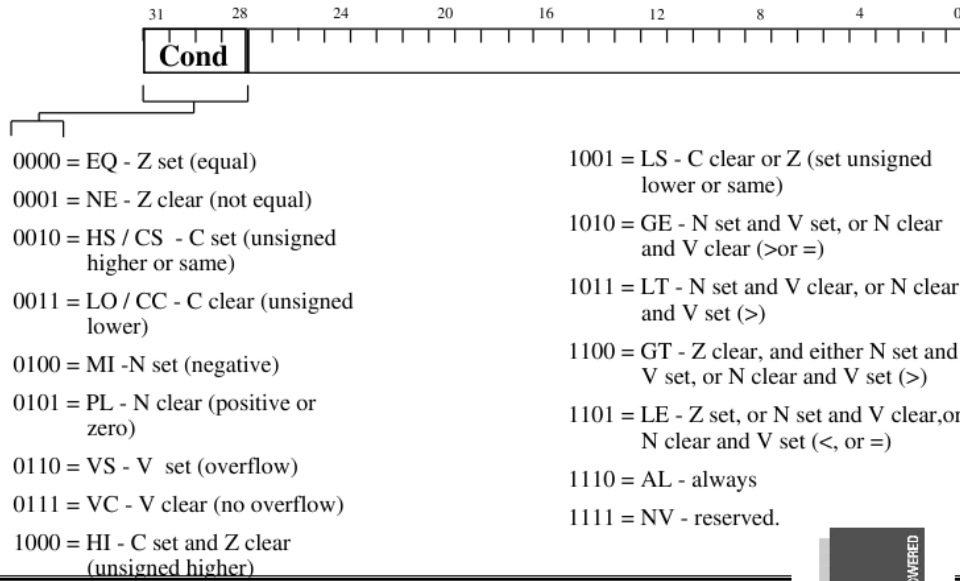 31 28 24 20 16 12 8 4 0
Cond
0000 = EQ - Z set (equal)
0001 = NE - Z clear (not equal)
0010 = HS / CS - C set (unsigned
higher or same)
0011 = LO / CC - C clear (unsigned
lower)
0100 = MI -N set (negative)
0101 = PL - N clear (positive or
zero)
0110 = VS - V set (overflow)
0111 = VC - V clear (no overflow)
1000 = HI - C set and Z clear
(unsigned higher)
1001 = LS - C clear or Z (set unsigned
lower or same)
1010 = GE - N set and V set, or N clear
and V clear (>or =)
1011 = LT - N set and V clear, or N clear
and V set (>)
1100 = GT - Z clear, and either N set and
V set, or N clear and V set (>)
1101 = LE - Z set, or N set and V clear,or
N clear and V set (<, or =)
1110 = AL - always
1111 = NV - reserved.